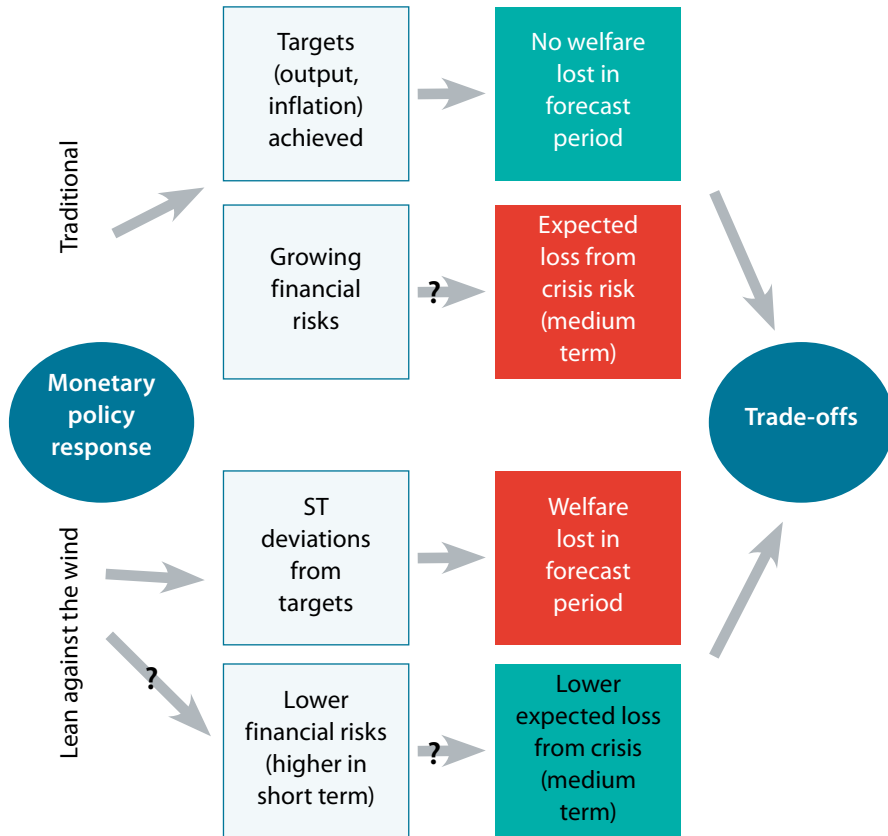 Targets
(output,
inflation)
achieved
No welfare
lost in
forecast
period
Traditional
Growing
financial
risks
?
Expected
loss from
crisis risk
(medium
term)
Monetary
policy
response
Trade-offs
ST
deviations
from
targets
Welfare
lost in
forecast
period
Lean against the wind
?
Lower
financial risks
(higher in
short term)
?
Lower
expected loss
from crisis
(medium
term)